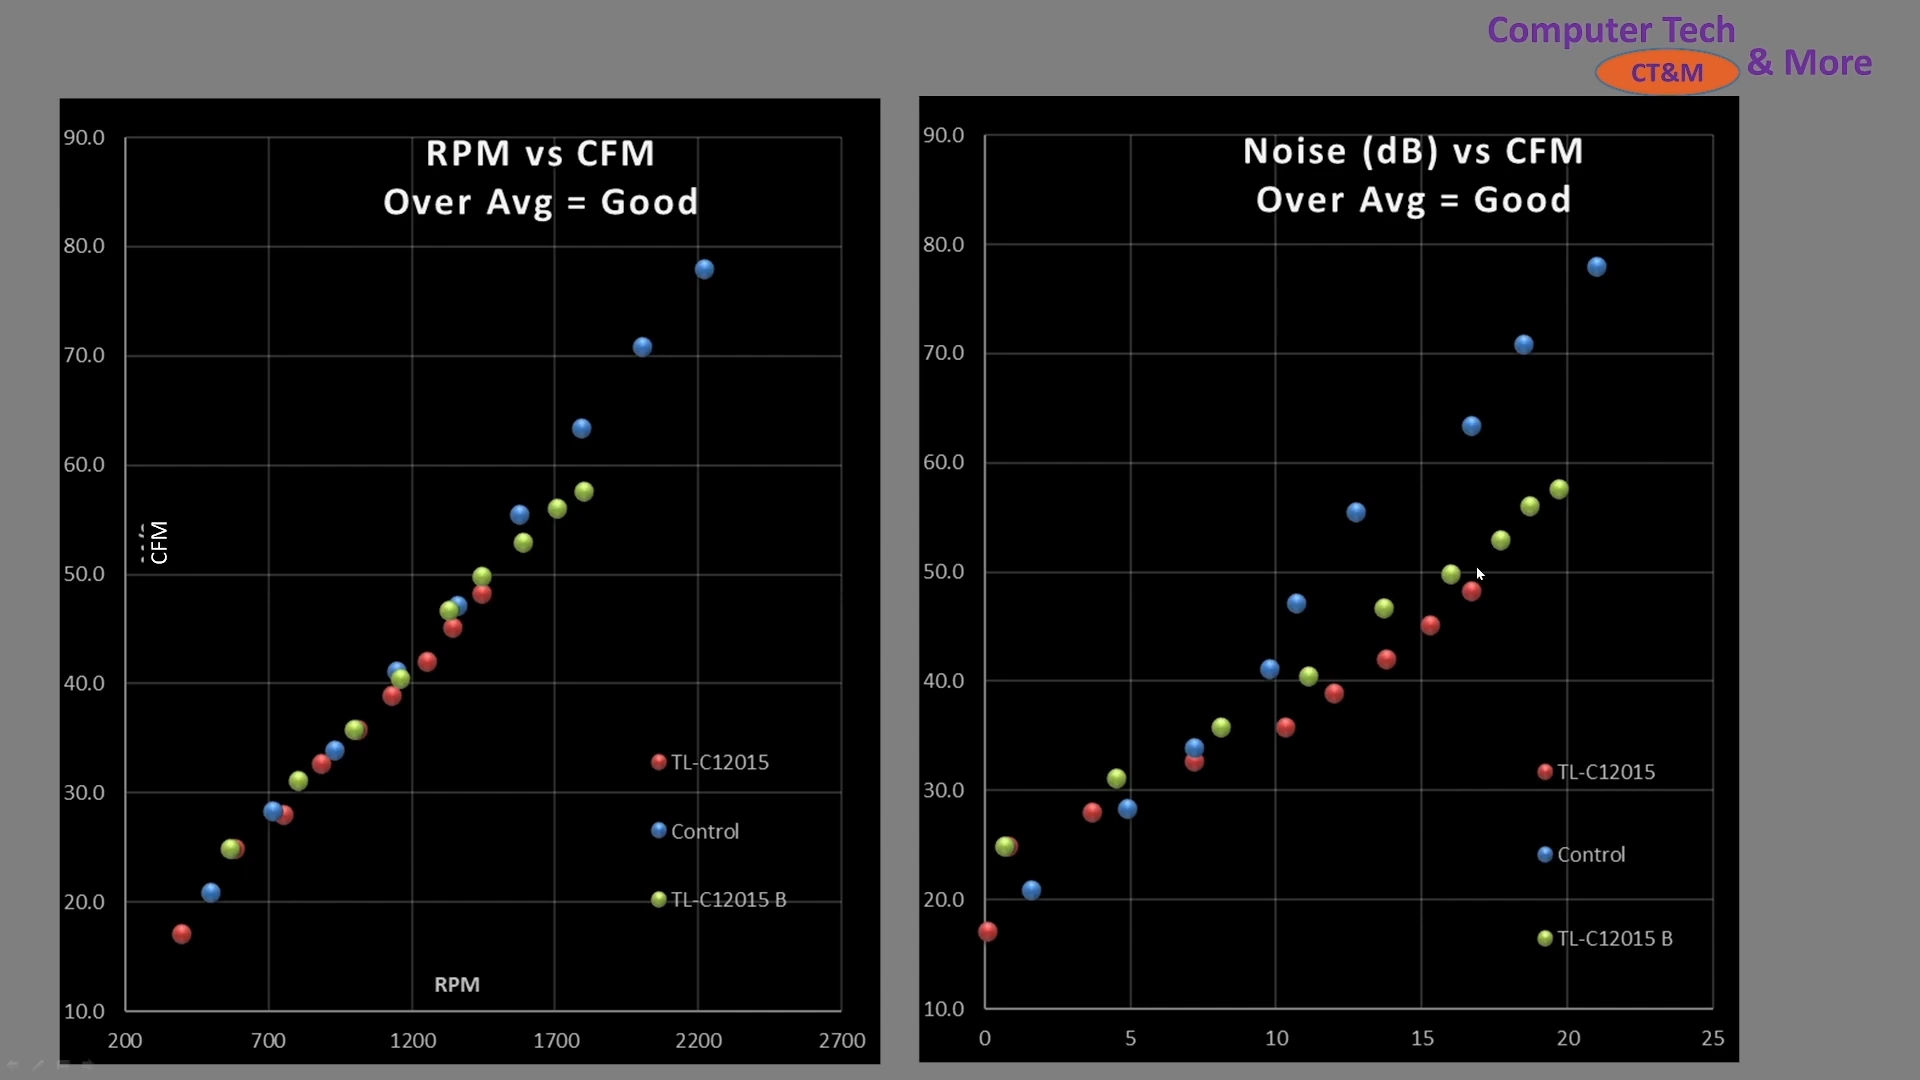 Computer Tech
CT&M
& More
RPM vs CFM
Over Avg = Good
90.0
80.0
70.0
60.0
50.0
40.0
30.0
20.0
10.0
CFM
TL-C12015
Control
TL-C12015 B
RPM
200
700
1200
1700
2200
2700
Noise (dB) vs CFM
Over Avg = Good
90.0
80.0
70.0
60.0
50.0
40.0
30.0
20.0
10.0
TL-C12015
Control
TL-C12015 B
0
5
10
15
20
25